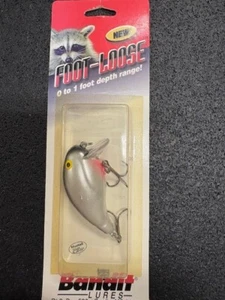 NEW
FOOT-LOOSE
0 to 1 foot depth range!
Bandit
LURES